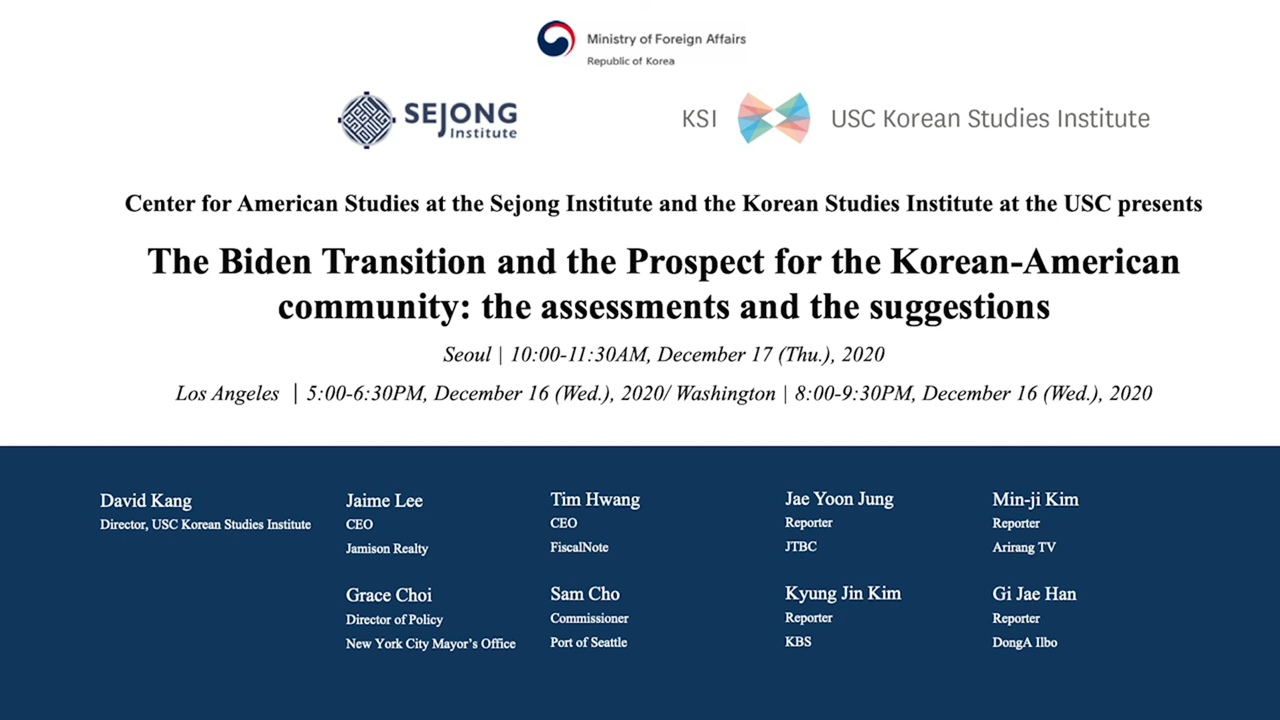 Ministry of Foreign Affairs
Republic of Korea
SEJONG
Institute
KSI
USC Korean Studies Institute
Center for American Studies at the Sejong Institute and the Korean Studies Institute at the USC presents
The Biden Transition and the Prospect for the Korean-American
community: the assessments and the suggestions
Seoul | 10:00-11:30AM, December 17 (Thu.), 2020
Los Angeles | 5:00-6:30PM, December 16 (Wed.), 2020/ Washington | 8:00-9:30PM, December 16 (Wed.), 2020
David Kang
Director, USC Korean Studies Institute
Jaime Lee
CEO
Jamison Realty
Tim Hwang
CEO
FiscalNote
Jae Yoon Jung
Reporter
JTBC
Min-ji Kim
Reporter
Arirang TV
Grace Choi
Director of Policy
New York City Mayor's Office
Sam Cho
Commissioner
Port of Seattle
Kyung Jin Kim
Reporter
KBS
Gi Jae Han
Reporter
DongA Ilbo